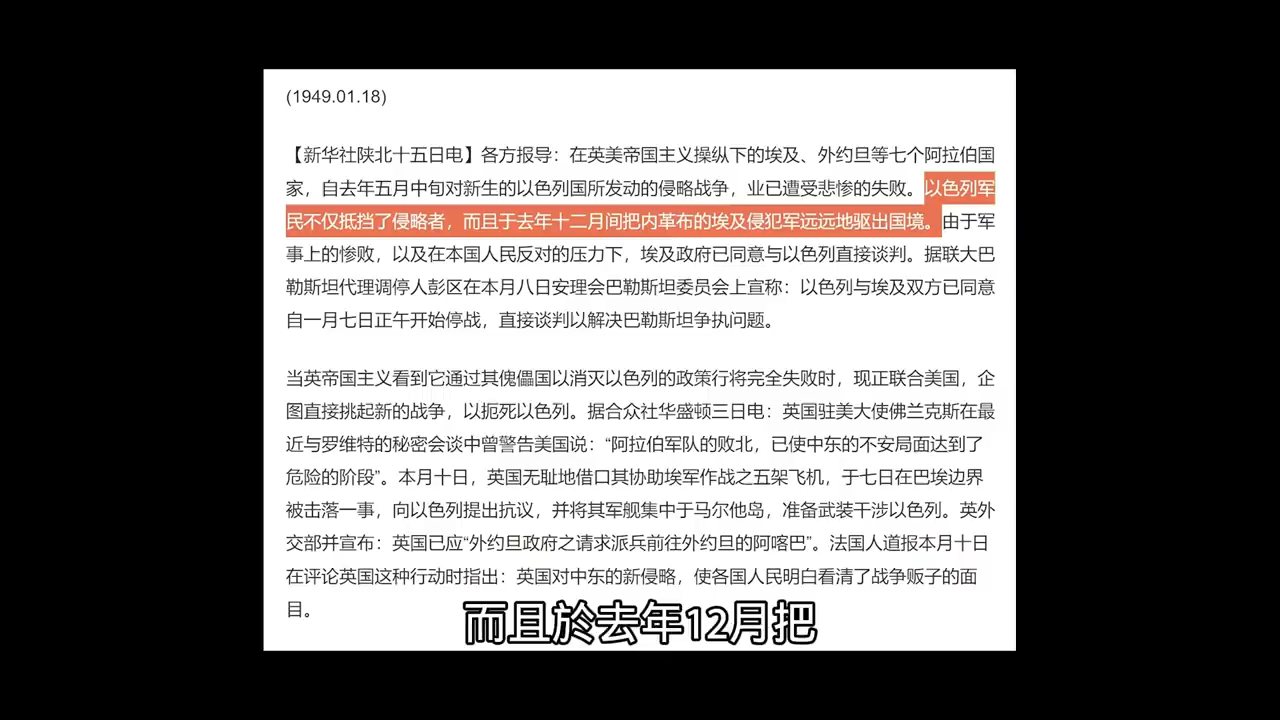 (1949.01.18)
【新华社陕北十五日电】各方报导：在英美帝国主义操纵下的埃及、外约旦等七个阿拉伯国
家，自去年五月中旬对新生的以色列国所发动的侵略战争，业已遭受悲惨的失败。以色列军
民不仅抵挡了侵略者，而且于去年十二月间把内革布的埃及侵犯军远远地驱出国境。由于军
事上的惨败，以及在本国人民反对的压力下，埃及政府已同意与以色列直接谈判。据联大巴
勒斯坦代理调停人彭区在本月八日安理会巴勒斯坦委员会上宣称：以色列与埃及双方已同意
自一月七日正午开始停战，直接谈判以解决巴勒斯坦争执问题。
当英帝国主义看到它通过其傀儡国以消灭以色列的政策行将完全失败时，现正联合美国，企
图直接挑起新的战争，以扼死以色列。据合众社华盛顿三日电：英国驻美大使佛兰克斯在最
近与罗维特的秘密会谈中曾警告美国说：“阿拉伯军队的败北，已使中东的不安局面达到了
危险的阶段”。本月十日，英国无耻地借口其协助埃军作战之五架飞机，于七日在巴埃边界
被击落一事，向以色列提出抗议，并将其军舰集中于马尔他岛，准备武装干涉以色列。英外
交部并宣布：英国已应“外约旦政府之请求派兵前往外约旦的阿喀巴”。法国人道报本月十日
在评论英国这种行动时指出：英国对中东的新侵略，使各国人民明白看清了战争贩子的面
目。
而且於去年12月把